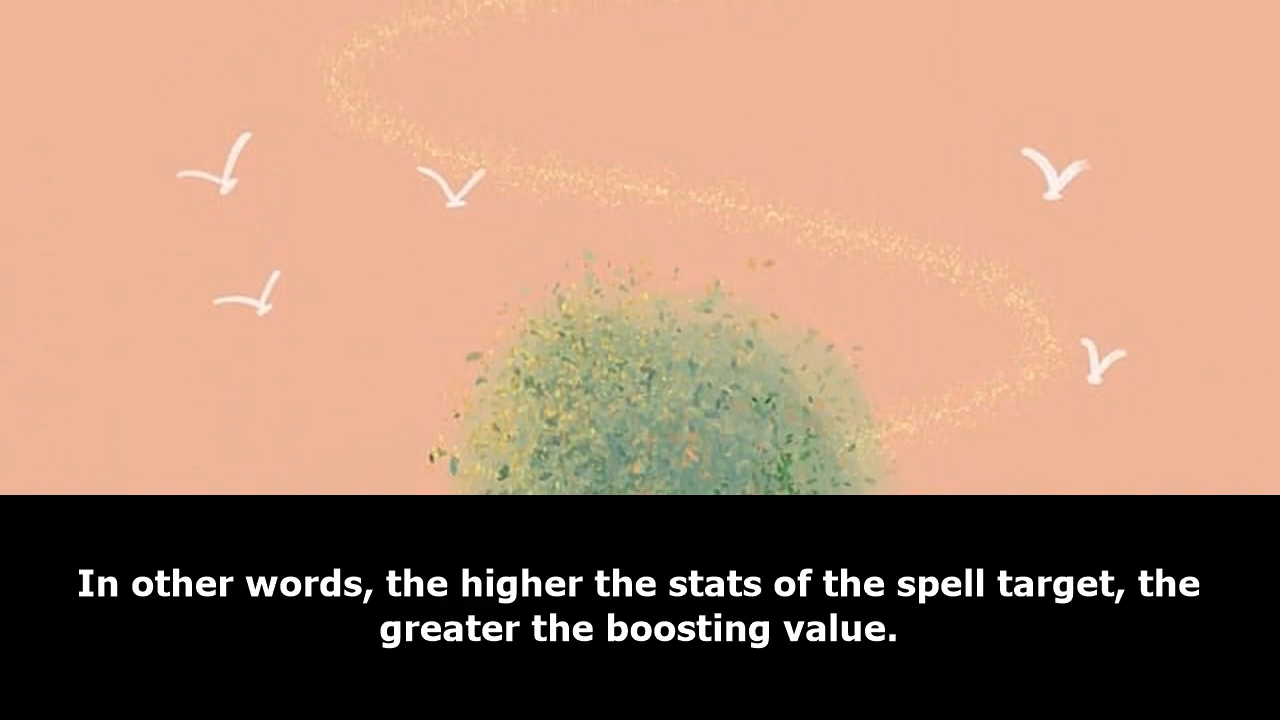 In other words, the higher the stats of the spell target, the
greater the boosting value.